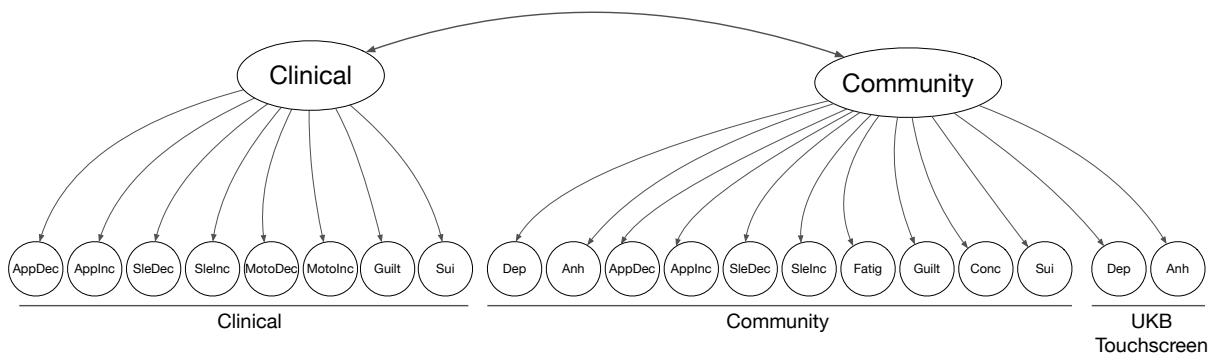 Clinical
Community
AppDec AppInc SleDec SleInc MotoDec MotoInc Guilt Sui Dep Anh AppDec AppInc SleDec SleInc Fatig Guilt Conc Sui Dep Anh
Clinical Community UKB
Touchscreen